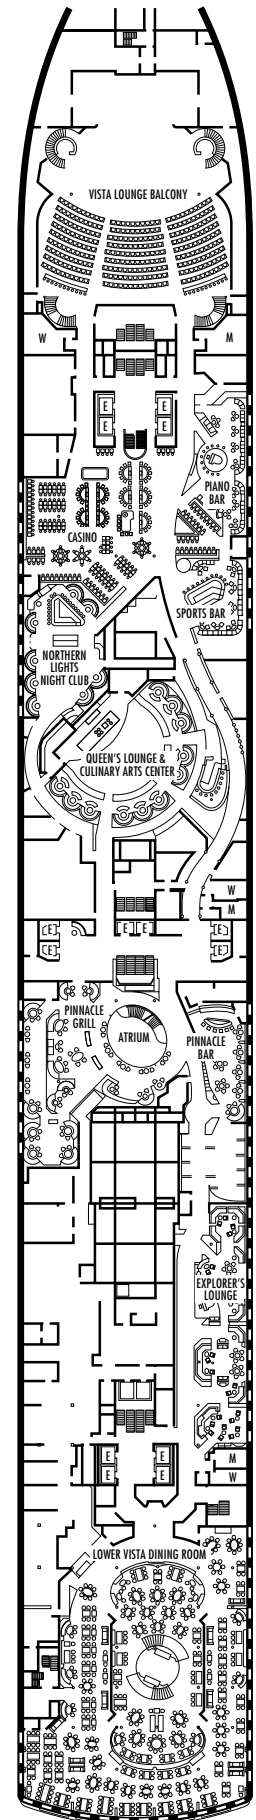 VISTA LOUNGE BALCONY
W
M
E E
E E
PIANO
BAR
CASINO
SPORTS BAR
NORTHERN
LIGHTS
NIGHT CLUB
QUEEN'S LOUNGE &
CULINARY ARTS CENTER
W
M
E E E E
E E
PINNACLE
GRILL
ATRIUM
PINNACLE
BAR
EXPLORER'S
LOUNGE
E E
E E
M
W
LOWER VISTA DINING ROOM